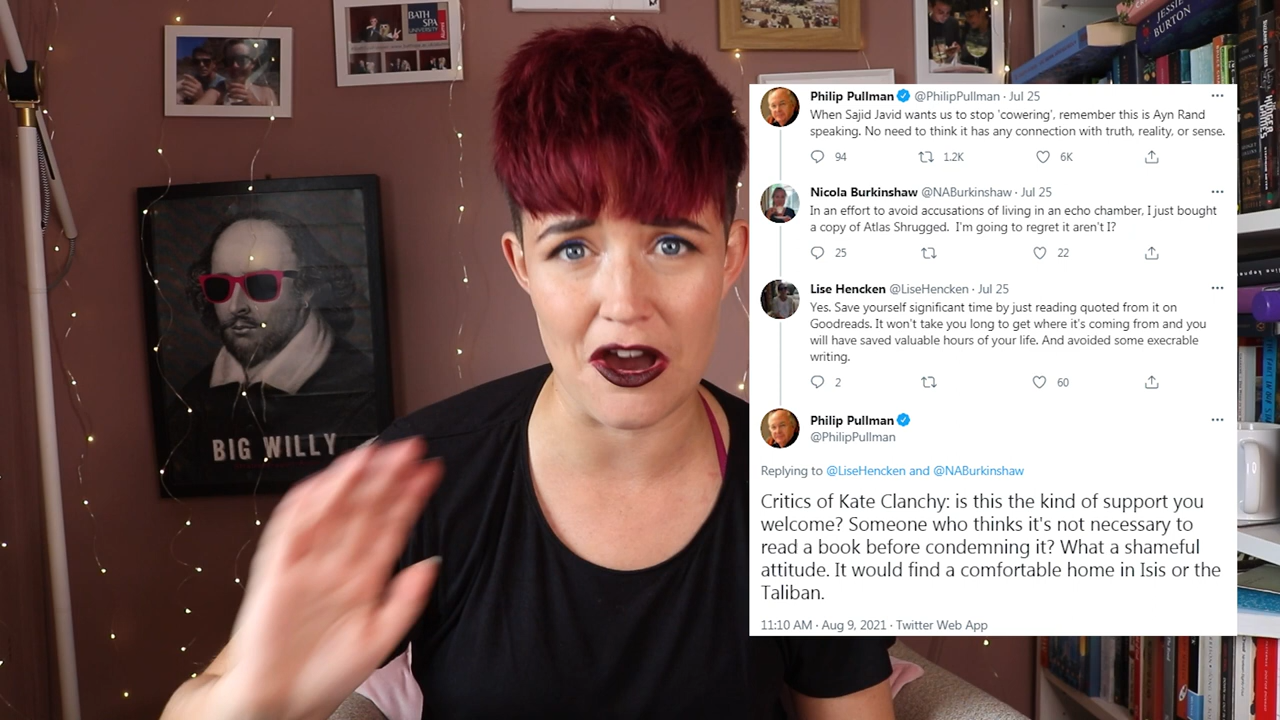 BATH
SPA
UNIVERSITY
JESSIE
BURTON
BIG WILLY
Philip Pullman @PhilipPullman · Jul 25
When Sajid Javid wants us to stop 'cowering', remember this is Ayn Rand
speaking. No need to think it has any connection with truth, reality, or sense.
94 1.2K 6K
Nicola Burkinshaw @NABurkinshaw · Jul 25
In an effort to avoid accusations of living in an echo chamber, I just bought
a copy of Atlas Shrugged. I'm going to regret it aren't I?
25 22
Lise Hencken @LiseHencken · Jul 25
Yes. Save yourself significant time by just reading quoted from it on
Goodreads. It won't take you long to get where it's coming from and you
will have saved valuable hours of your life. And avoided some execrable
writing.
2 60
Philip Pullman
@PhilipPullman
Replying to @LiseHencken and @NABurkinshaw
Critics of Kate Clanchy: is this the kind of support you
welcome? Someone who thinks it's not necessary to
read a book before condemning it? What a shameful
attitude. It would find a comfortable home in Isis or the
Taliban.
11:10 AM · Aug 9, 2021 · Twitter Web App